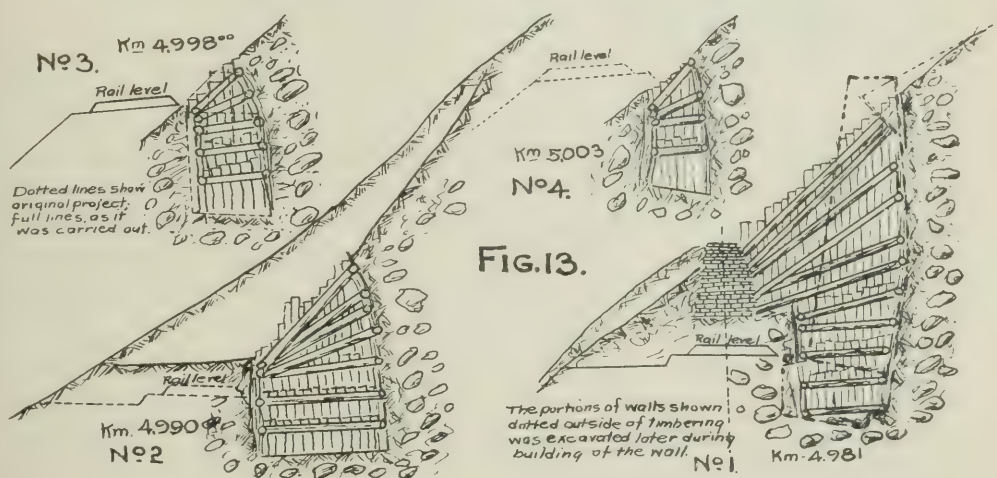 Nº3.
Km 4.998⁰⁰
Rail level
Dotted lines show
original project;
full lines, as it
was carried out.
Rail level
Km 5,003
Nº4.
FIG.13.
Rail level
Km. 4.990
Nº2
Rail level
The portions of walls shown
dotted outside of timbering
was excavated later during
building of the wall.
Nº1.
Km. 4.981